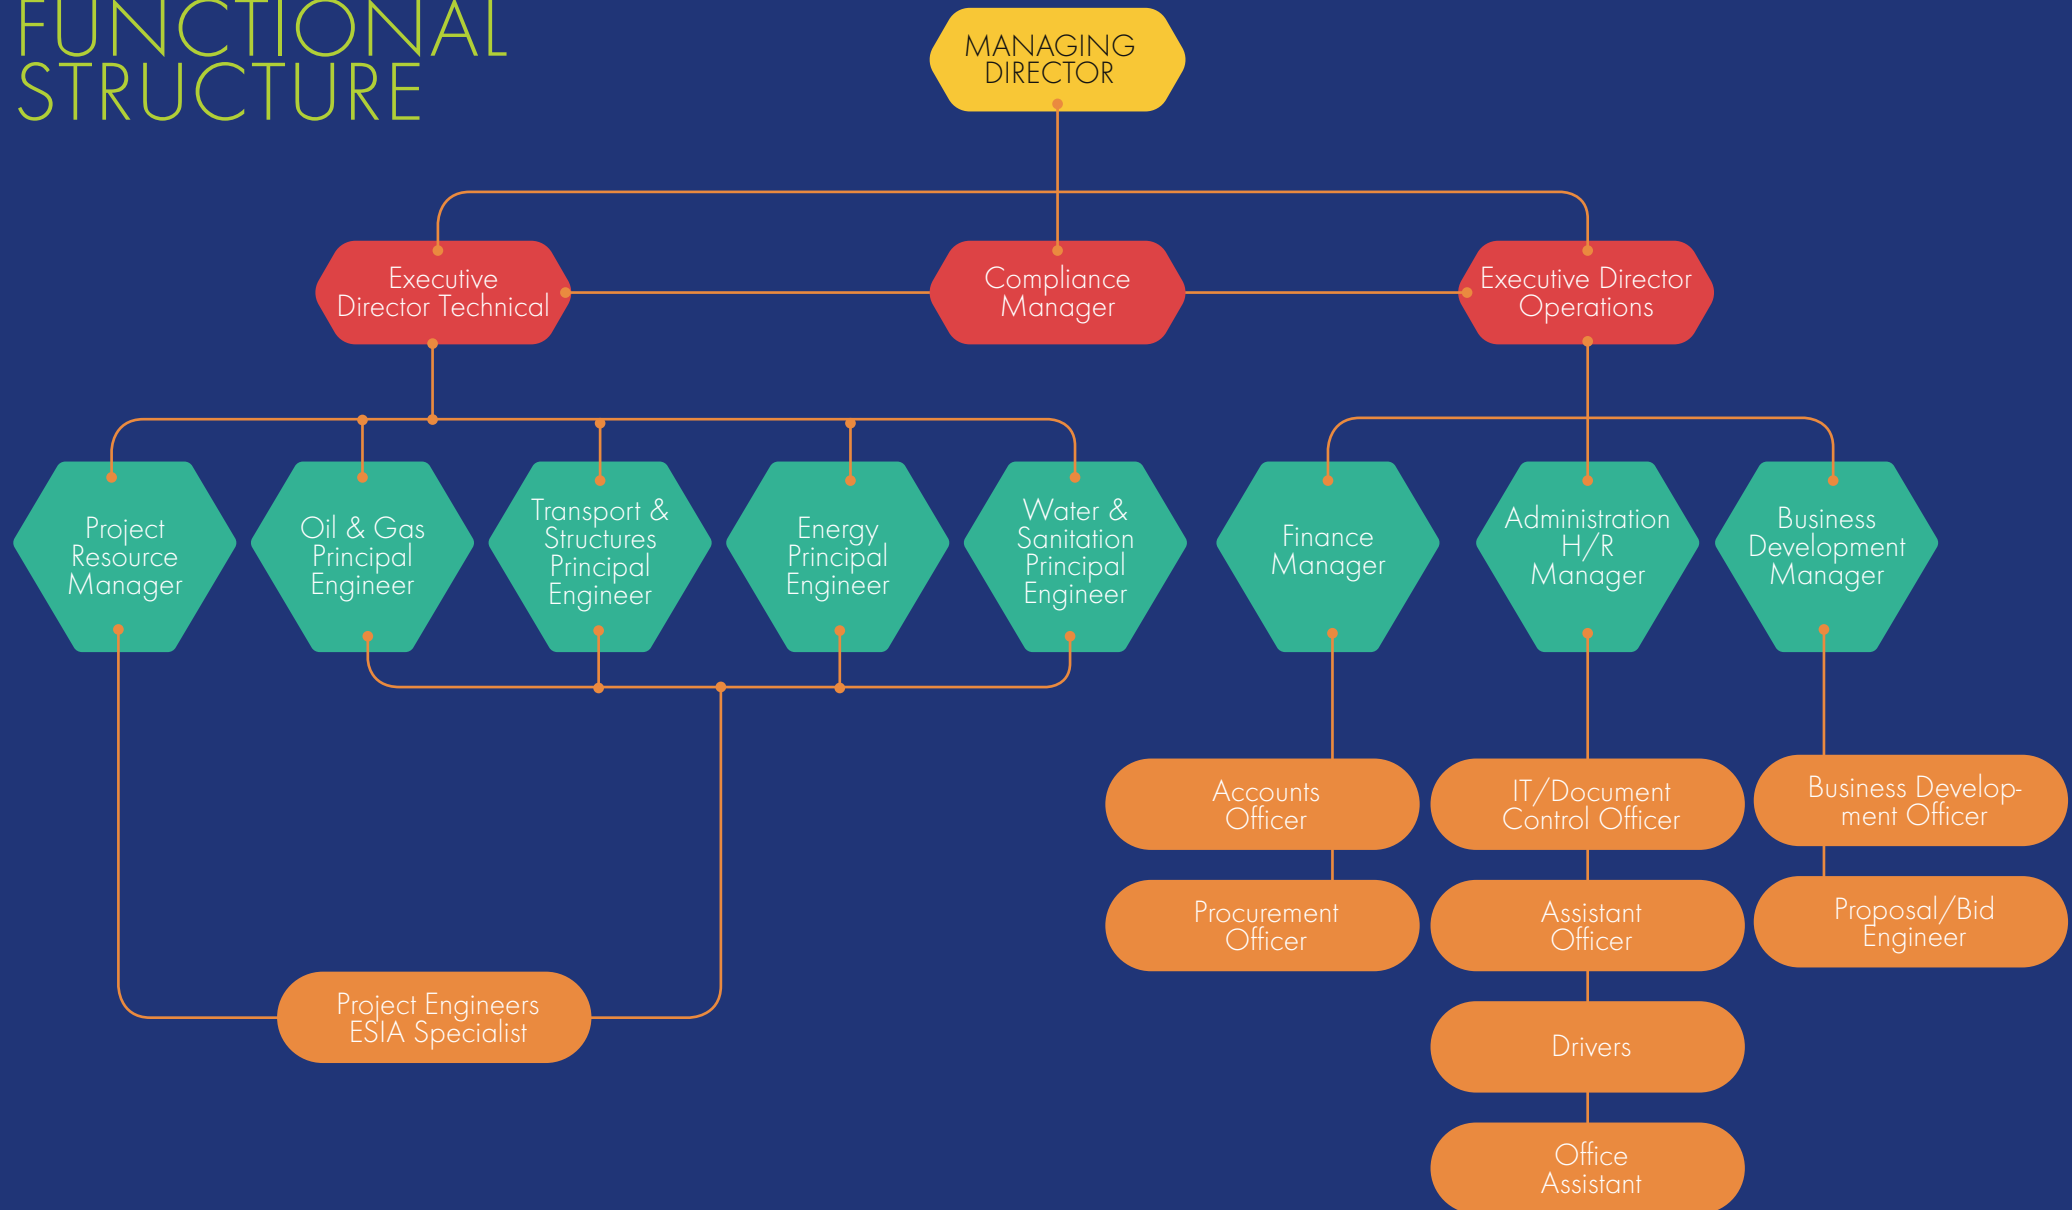 FUNCTIONAL
STRUCTURE
MANAGING
DIRECTOR
Executive
Director Technical
Compliance
Manager
Executive Director
Operations
Project
Resource
Manager
Oil & Gas
Principal
Engineer
Transport &
Structures
Principal
Engineer
Energy
Principal
Engineer
Water &
Sanitation
Principal
Engineer
Finance
Manager
Administration
H/R
Manager
Business
Development
Manager
Accounts
Officer
IT/Document
Control Officer
Business Develop-
ment Officer
Procurement
Officer
Assistant
Officer
Proposal/Bid
Engineer
Project Engineers
ESIA Specialist
Drivers
Office
Assistant